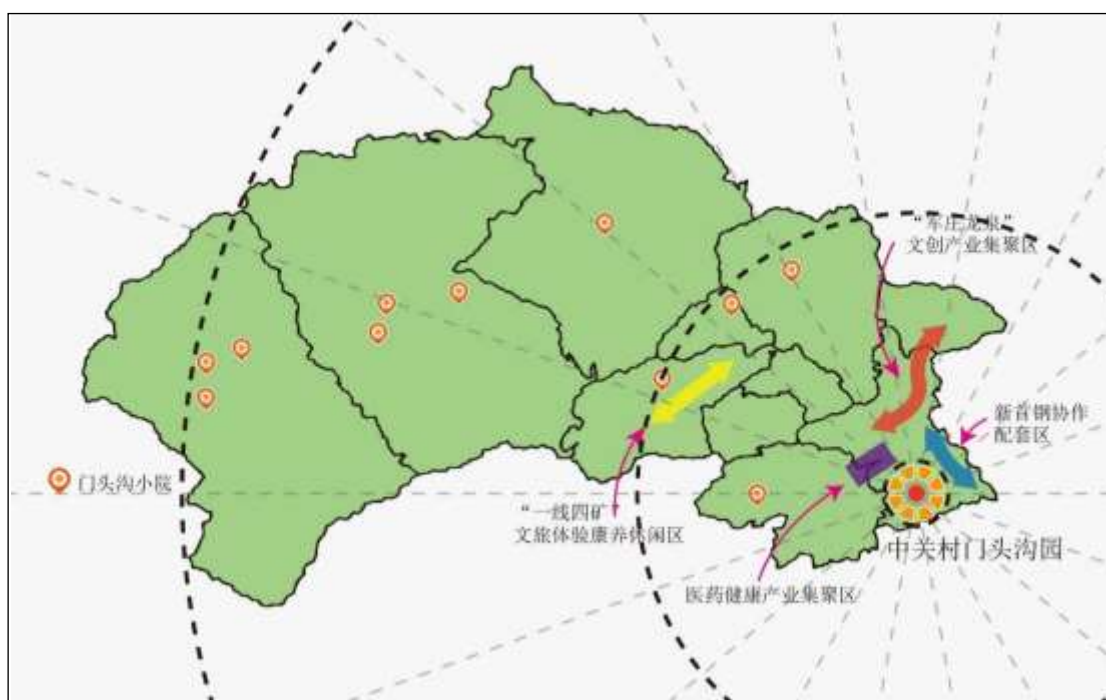 “军庄龙泉”
文创产业集聚区
新首钢协作
配套区
门头沟小院
“一线四矿”
文旅体验康养休闲区
中关村门头沟园
医药健康产业集聚区